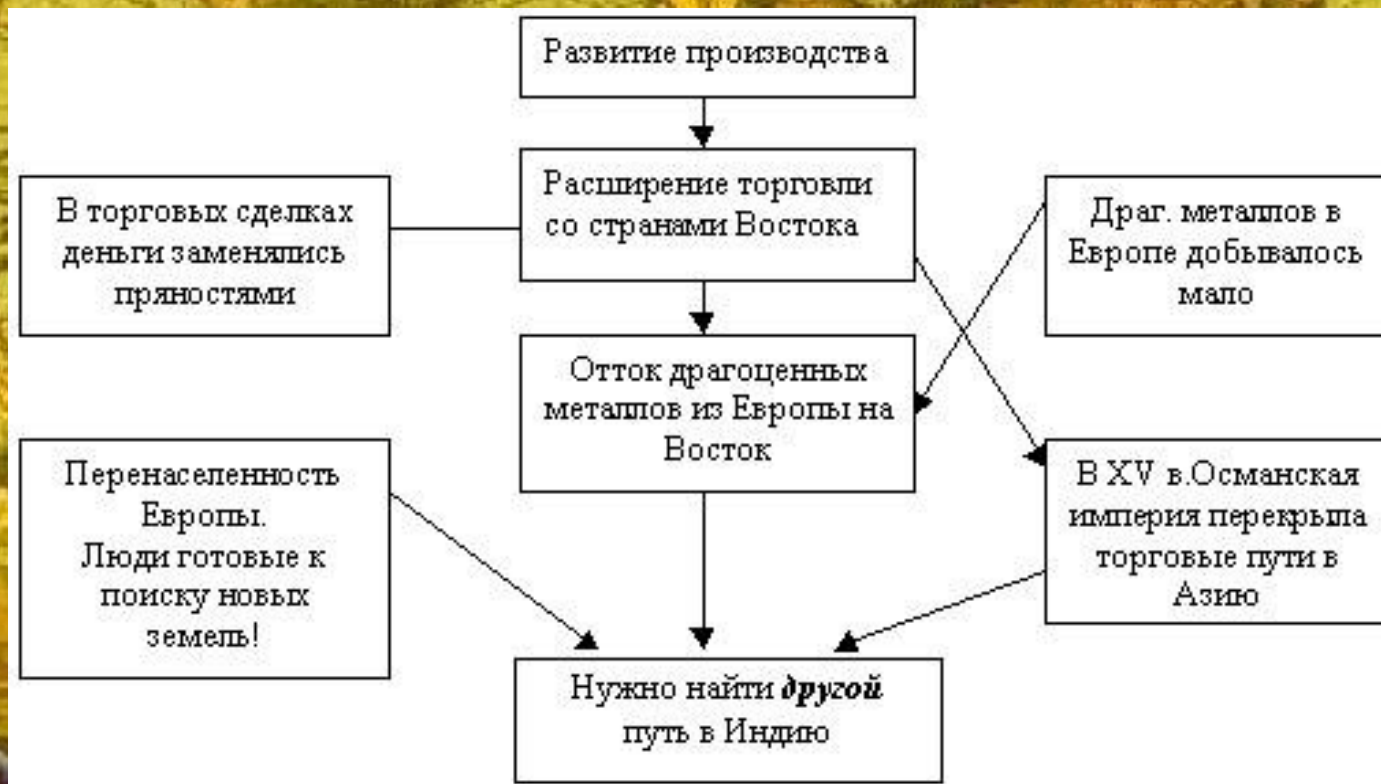 Развитие производства
В торговых сделках
деньги заменялись
пряностями
Расширение торговли
со странами Востока
Драг. металлов в
Европе добывалось
мало
Отток драгоценных
металлов из Европы на
Восток
Перенаселенность
Европы.
Люди готовые к
поиску новых
земель!
В XV в.Османская
империя перекрыла
торговые пути в
Азию
Нужно найти другой
путь в Индию